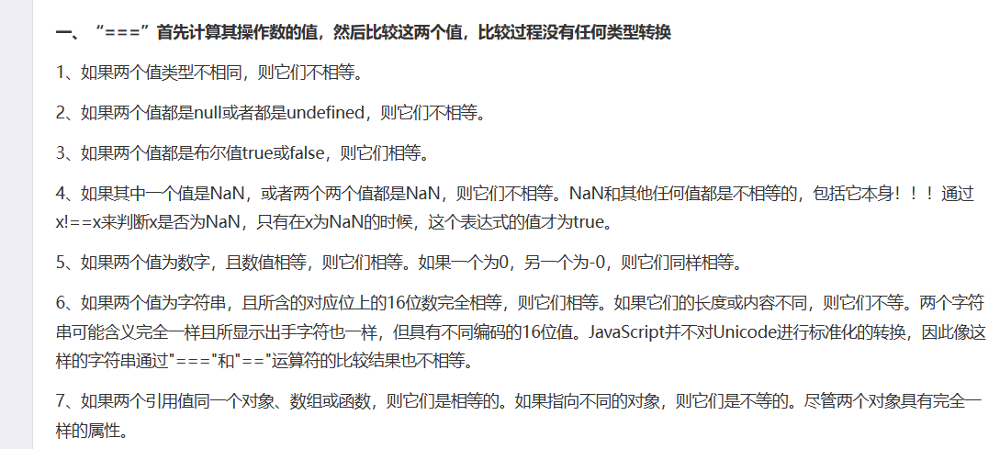 一、“===”首先计算其操作数的值，然后比较这两个值，比较过程没有任何类型转换
1、如果两个值类型不相同，则它们不相等。
2、如果两个值都是null或者都是undefined，则它们不相等。
3、如果两个值都是布尔值true或false，则它们相等。
4、如果其中一个值是NaN，或者两个两个值都是NaN，则它们不相等。NaN和其他任何值都是不相等的，包括它本身！！！通过
x!==x来判断x是否为NaN，只有在x为NaN的时候，这个表达式的值才为true。
5、如果两个值为数字，且数值相等，则它们相等。如果一个为0，另一个为-0，则它们同样相等。
6、如果两个值为字符串，且所含的对应位上的16位数完全相等，则它们相等。如果它们的长度或内容不同，则它们不等。两个字符
串可能含义完全一样且所显示出手字符也一样，但具有不同编码的16位值。JavaScript并不对Unicode进行标准化的转换，因此像这
样的字符串通过"==="和"=="运算符的比较结果也不相等。
7、如果两个引用值同一个对象、数组或函数，则它们是相等的。如果指向不同的对象，则它们是不等的。尽管两个对象具有完全一
样的属性。